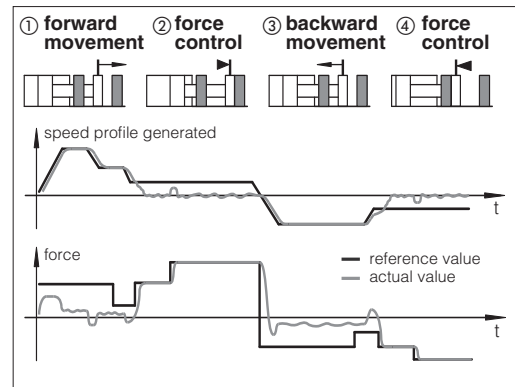 ① forward movement
② force control
③ backward movement
④ force control
speed profile generated
t
force
reference value
actual value
t